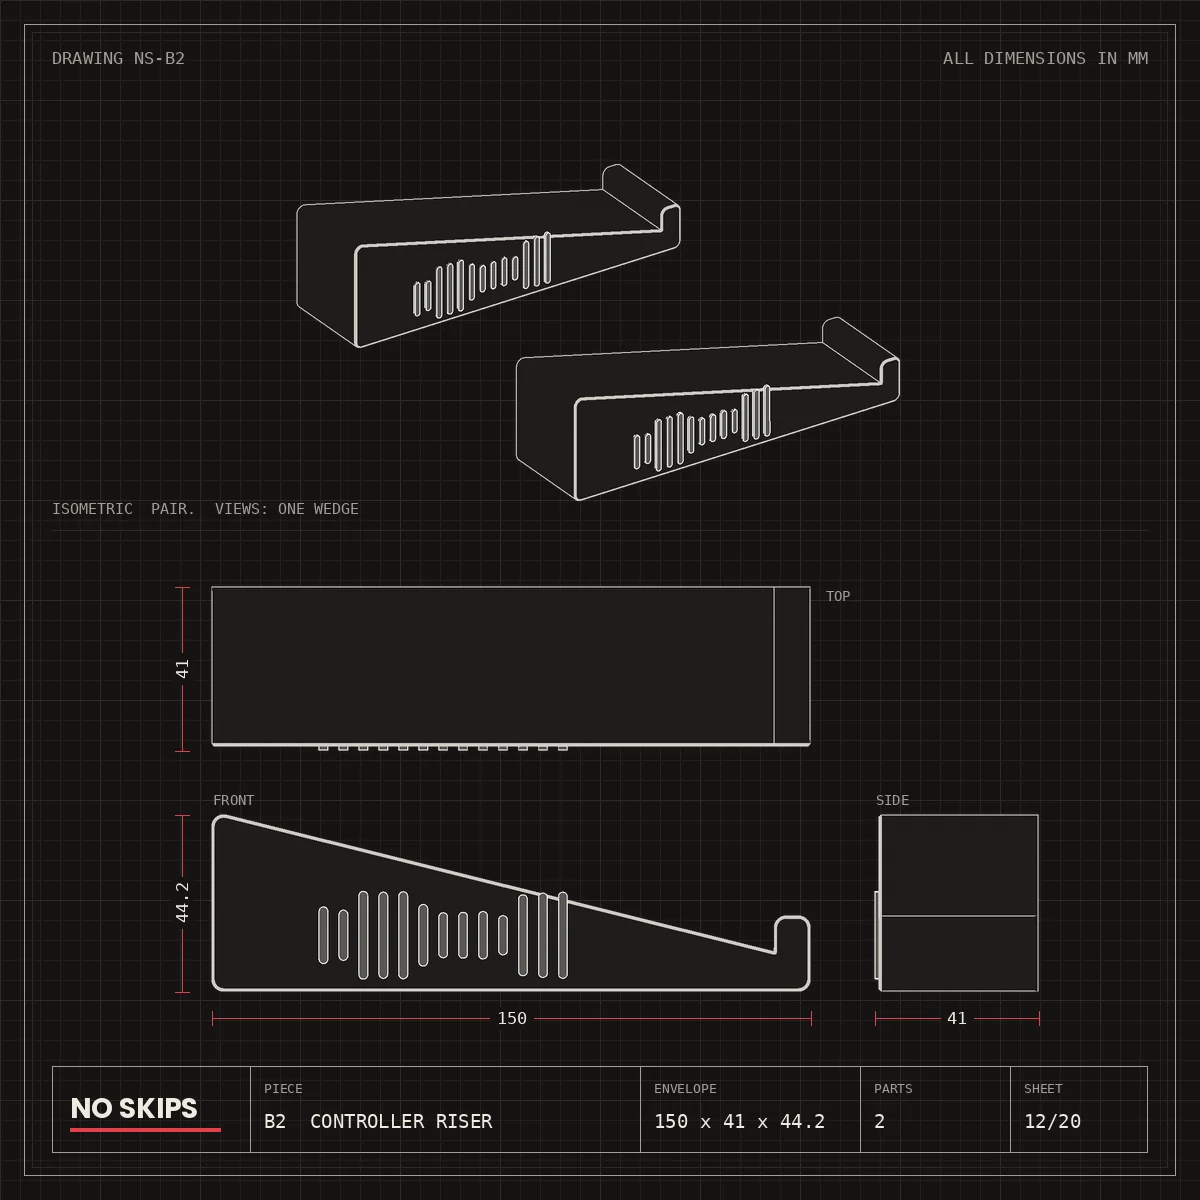 DRAWING NS-B2
ALL DIMENSIONS IN MM
ISOMETRIC  PAIR.  VIEWS: ONE WEDGE
TOP
41
FRONT
SIDE
44.2
150
41
NO SKIPS
PIECE
B2  CONTROLLER RISER
ENVELOPE
150 x 41 x 44.2
PARTS
2
SHEET
12/20